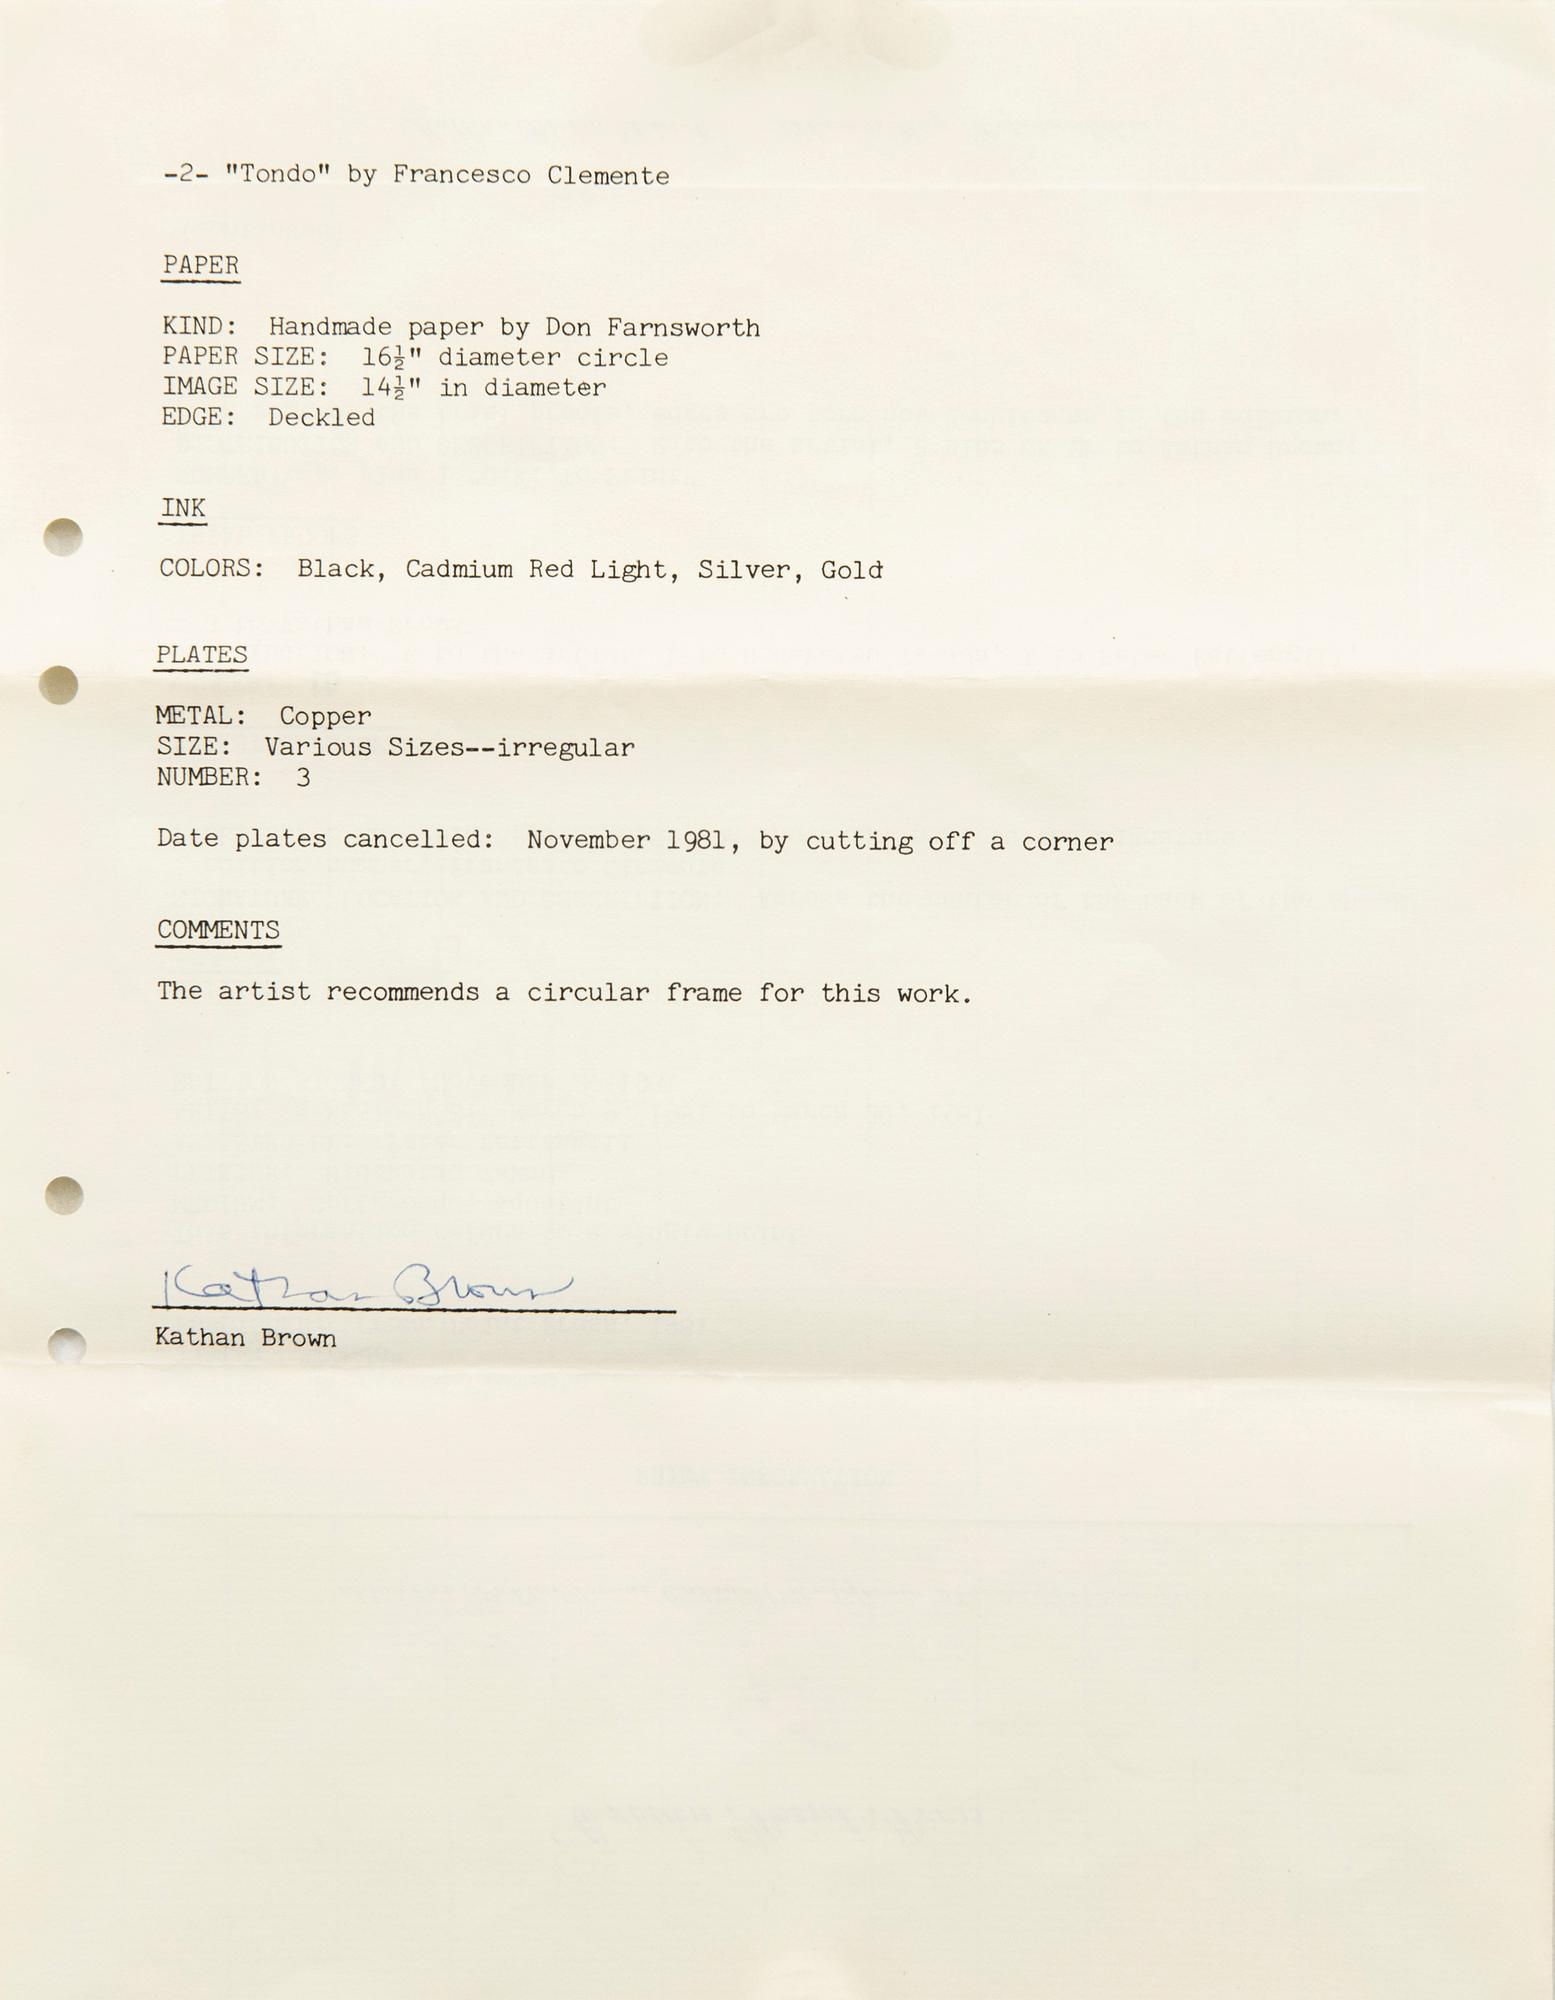 -2- "Tondo" by Francesco Clemente
PAPER
KIND: Handmade paper by Don Farnsworth
PAPER SIZE: 16½" diameter circle
IMAGE SIZE: 14½" in diameter
EDGE: Deckled
INK
COLORS: Black, Cadmium Red Light, Silver, Gold
PLATES
METAL: Copper
SIZE: Various Sizes--irregular
NUMBER: 3
Date plates cancelled: November 1981, by cutting off a corner
COMMENTS
The artist recommends a circular frame for this work.
Kathan Brown
Kathan Brown